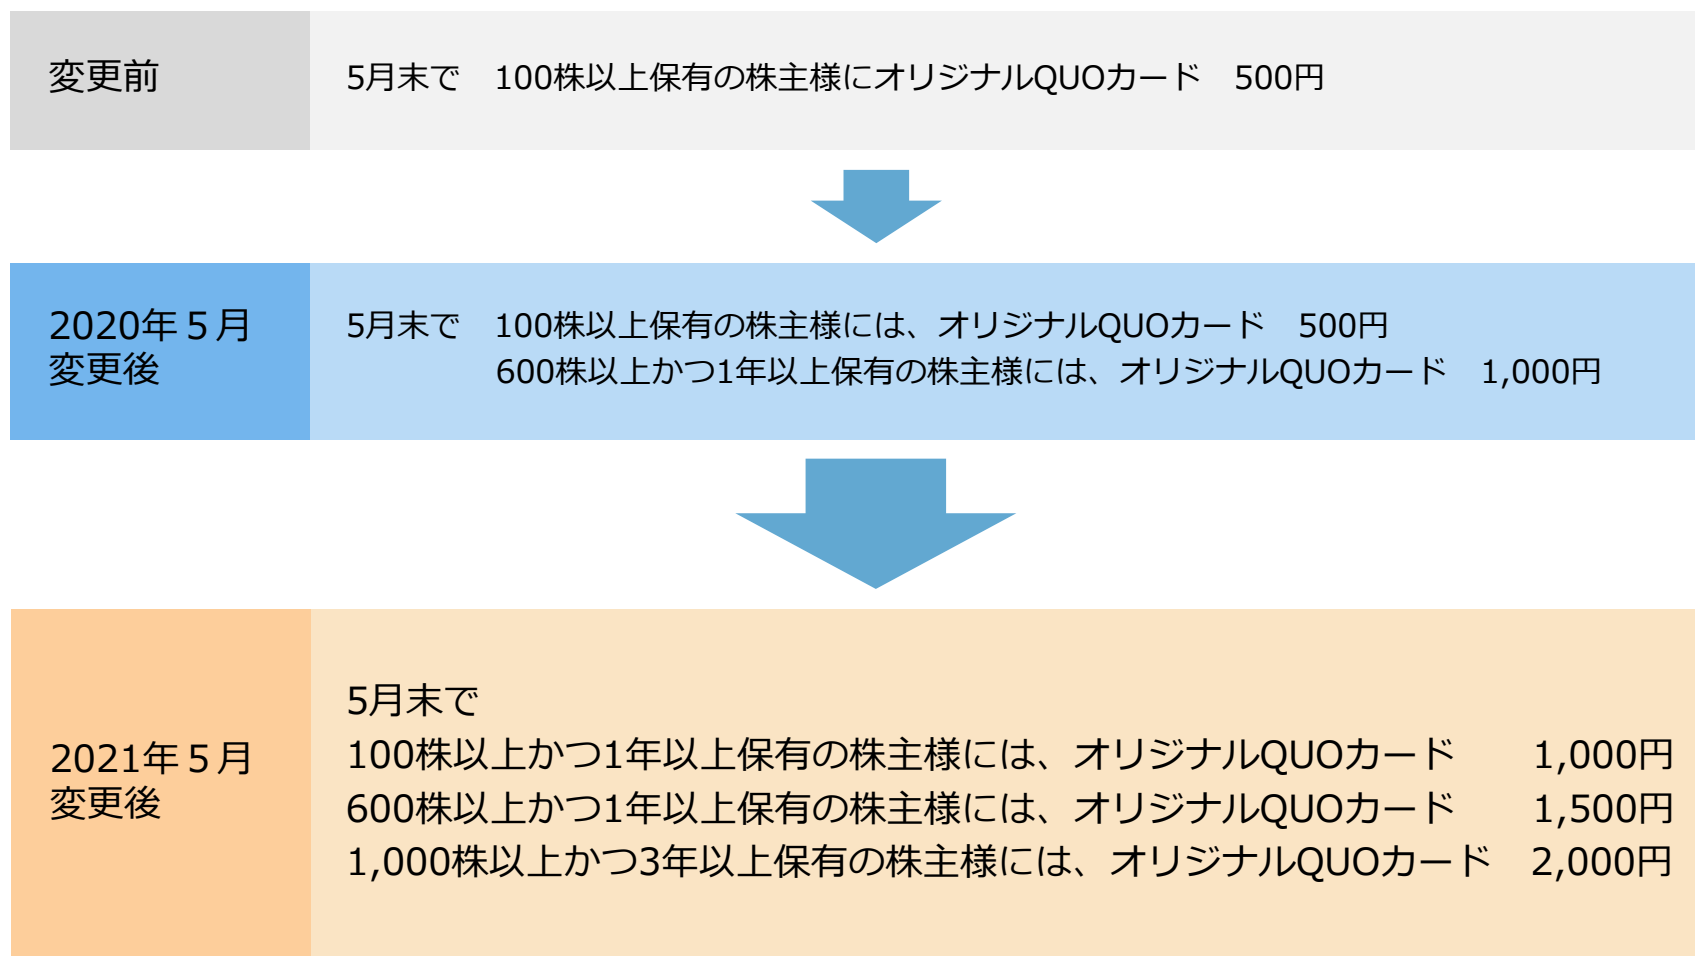 変更前
5月末で　100株以上保有の株主様にオリジナルQUOカード　500円
2020年５月
変更後
5月末で　100株以上保有の株主様には、オリジナルQUOカード　500円
600株以上かつ1年以上保有の株主様には、オリジナルQUOカード　1,000円
2021年５月
変更後
5月末で
100株以上かつ1年以上保有の株主様には、オリジナルQUOカード　　1,000円
600株以上かつ1年以上保有の株主様には、オリジナルQUOカード　　1,500円
1,000株以上かつ3年以上保有の株主様には、オリジナルQUOカード　2,000円